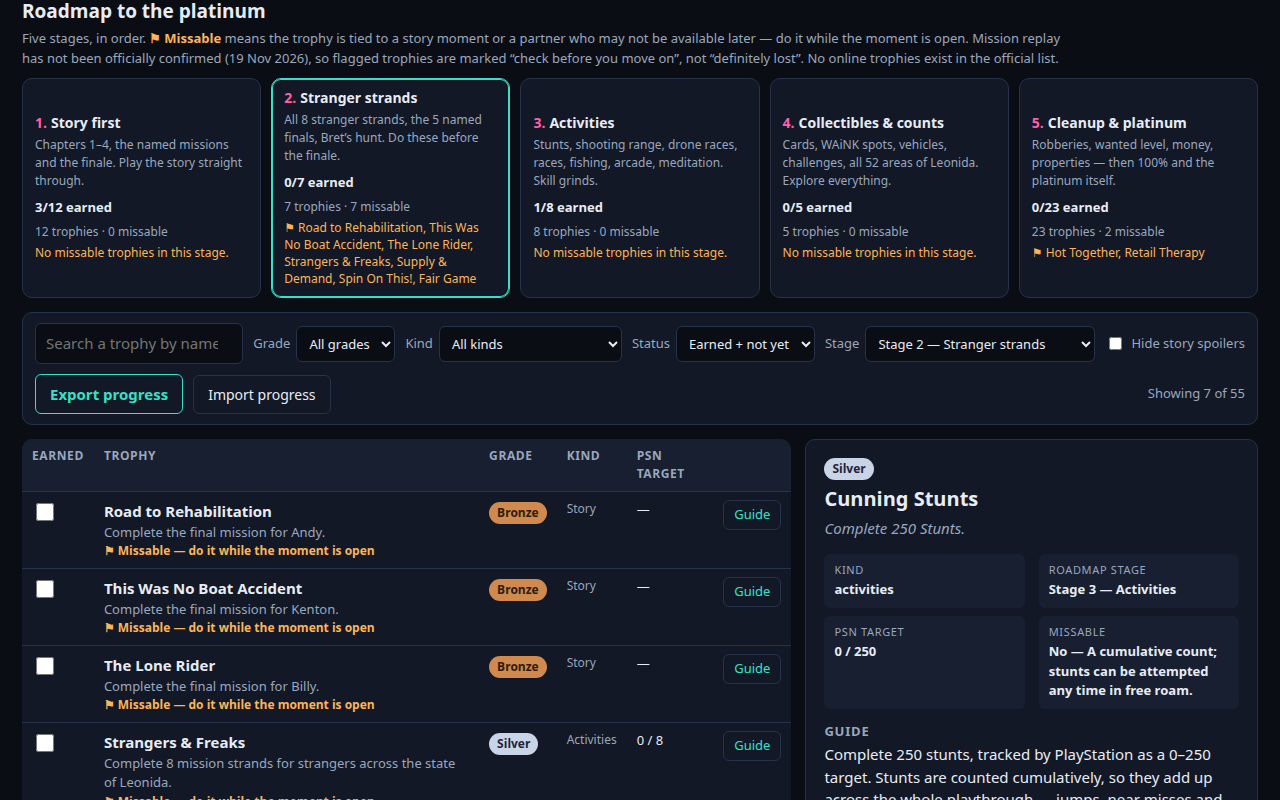 Roadmap to the platinum
Five stages, in order. ⚑ Missable means the trophy is tied to a story moment or a partner who may not be available later — do it while the moment is open. Mission replay
has not been officially confirmed (19 Nov 2026), so flagged trophies are marked “check before you move on”, not “definitely lost”. No online trophies exist in the official list.
1. Story first
Chapters 1–4, the named missions
and the finale. Play the story straight
through.
3/12 earned
12 trophies · 0 missable
No missable trophies in this stage.
2. Stranger strands
All 8 stranger strands, the 5 named
finals, Bret's hunt. Do these before
the finale.
0/7 earned
7 trophies · 7 missable
⚑ Road to Rehabilitation, This Was
No Boat Accident, The Lone Rider,
Strangers & Freaks, Supply &
Demand, Spin On This!, Fair Game
3. Activities
Stunts, shooting range, drone races,
races, fishing, arcade, meditation.
Skill grinds.
1/8 earned
8 trophies · 0 missable
No missable trophies in this stage.
4. Collectibles & counts
Cards, WAiNK spots, vehicles,
challenges, all 52 areas of Leonida.
Explore everything.
0/5 earned
5 trophies · 0 missable
No missable trophies in this stage.
5. Cleanup & platinum
Robberies, wanted level, money,
properties — then 100% and the
platinum itself.
0/23 earned
23 trophies · 2 missable
⚑ Hot Together, Retail Therapy
Search a trophy by name
Grade All grades Kind All kinds Status Earned + not yet Stage Stage 2 — Stranger strands Hide story spoilers
Export progress Import progress Showing 7 of 55
EARNED TROPHY GRADE KIND PSN
TARGET
Road to Rehabilitation Bronze Story — Guide
Complete the final mission for Andy.
⚑ Missable — do it while the moment is open
This Was No Boat Accident Bronze Story — Guide
Complete the final mission for Kenton.
⚑ Missable — do it while the moment is open
The Lone Rider Bronze Story — Guide
Complete the final mission for Billy.
⚑ Missable — do it while the moment is open
Strangers & Freaks Silver Activities 0 / 8 Guide
Complete 8 mission strands for strangers across the state
of Leonida.
⚑ Missable — do it while the moment is open
Silver
Cunning Stunts
Complete 250 Stunts.
KIND
activities
ROADMAP STAGE
Stage 3 — Activities
PSN TARGET
0 / 250
MISSABLE
No — A cumulative count;
stunts can be attempted
any time in free roam.
GUIDE
Complete 250 stunts, tracked by PlayStation as a 0–250
target. Stunts are counted cumulatively, so they add up
across the whole playthrough — jumps, near misses and